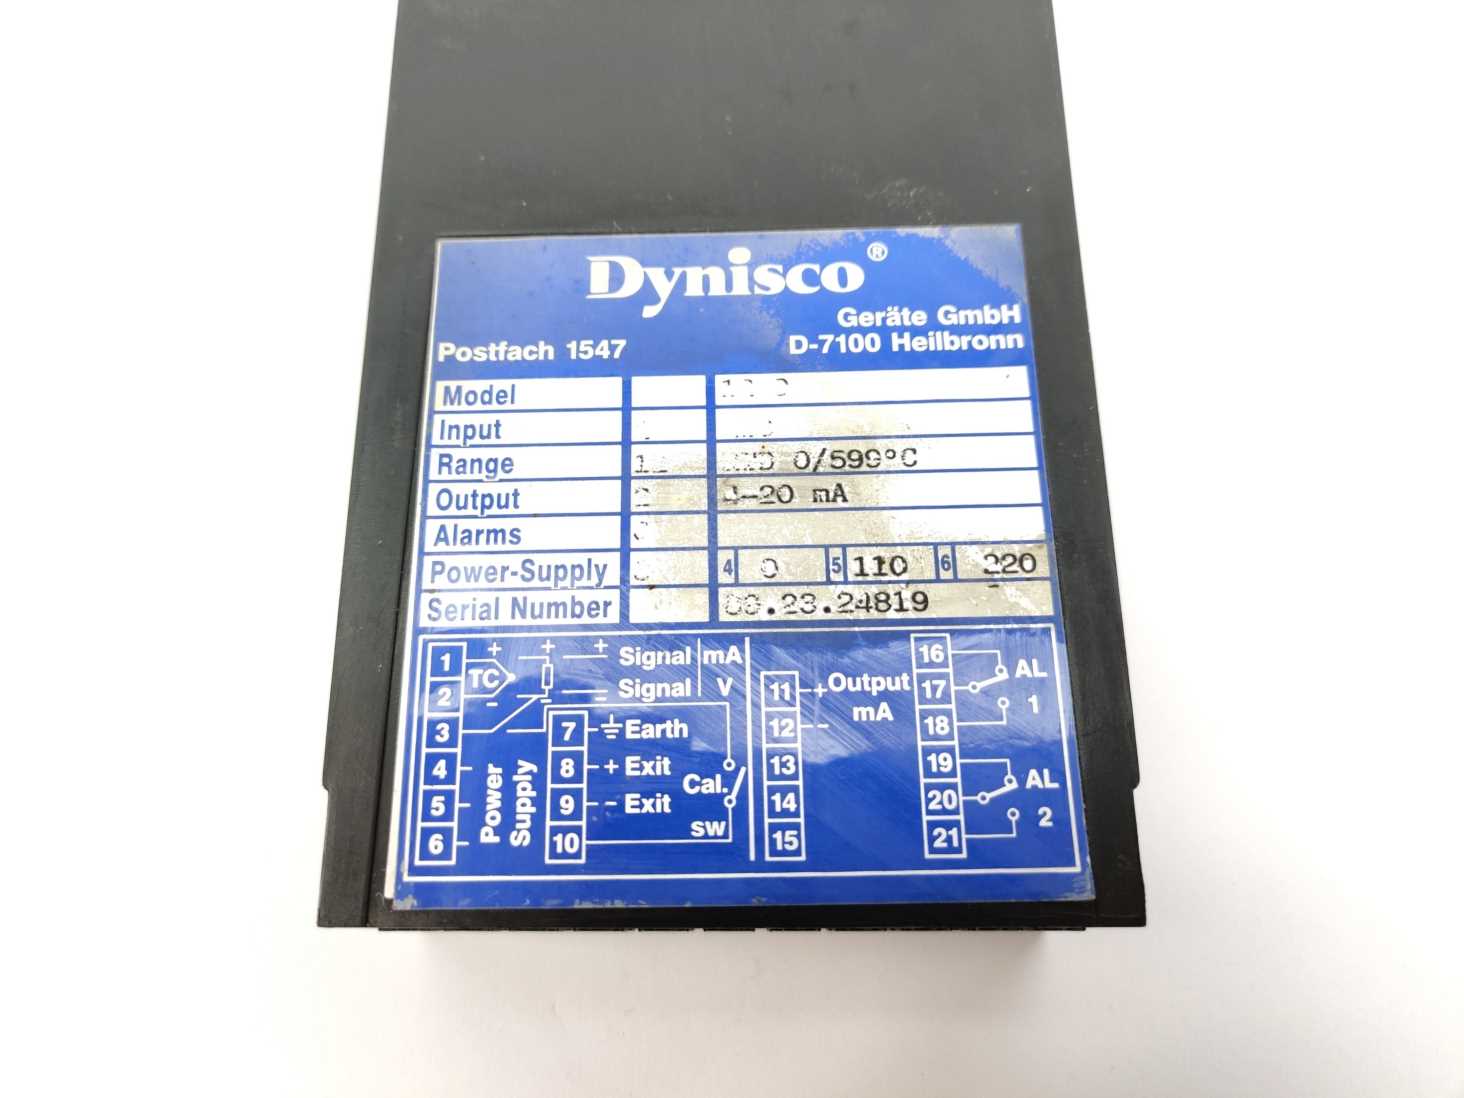 Dynisco®
Geräte GmbH
Postfach 1547 D-7100 Heilbronn
Model
Input
Range 0/599°C
Output 4-20 mA
Alarms
Power-Supply 4 0 5 110 6 220
Serial Number
1 + + + Signal mA
TC
2 - - - Signal V
3
4
5
6
Power Supply
7 Earth
8 + Exit
9 - Exit
10
Cal.
SW
11 + Output
12 - mA
13
14
15
16
17 AL 1
18
19
20 AL 2
21